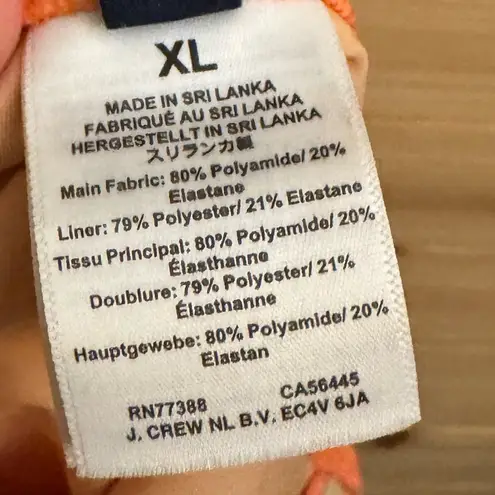 XL
MADE IN SRI LANKA
FABRIQUÉ AU SRI LANKA
HERGESTELLT IN SRI LANKA
スリランカ製
Main Fabric: 80% Polyamide/ 20%
Elastane
Liner: 79% Polyester/ 21% Elastane
Tissu Principal: 80% Polyamide/ 20%
Élasthanne
Doublure: 79% Polyester/ 21%
Élasthanne
Hauptgewebe: 80% Polyamide/ 20%
Elastan
RN77388 CA56445
J. CREW NL B.V. EC4V 6JA